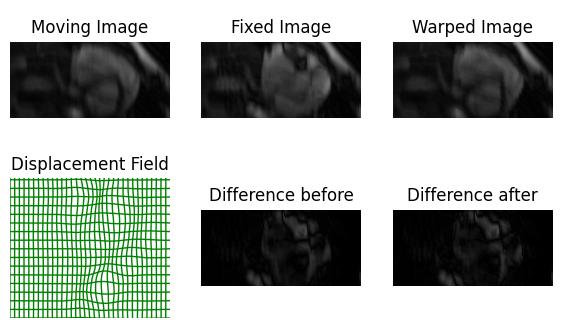 Moving Image
Fixed Image
Warped Image
Displacement Field
Difference before
Difference after